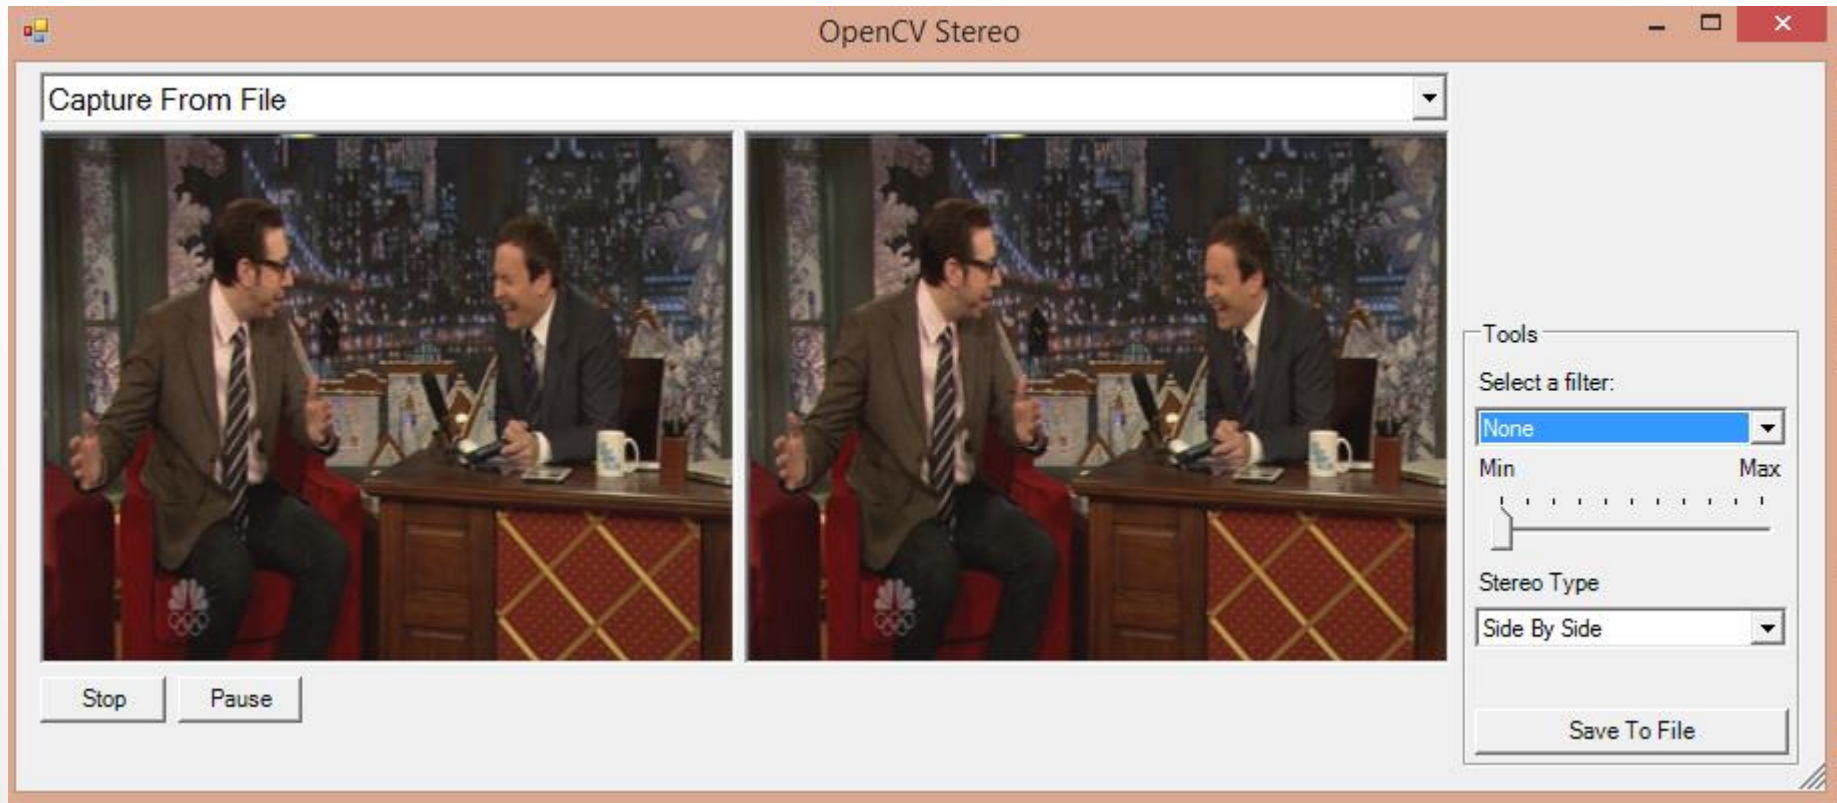 OpenCV Stereo
Capture From File
Tools
Select a filter:
None
Min Max
Stereo Type
Side By Side
Stop Pause
Save To File